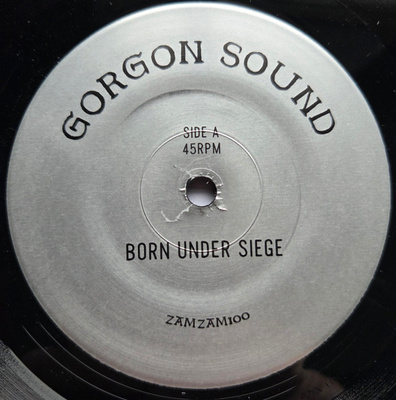 GORGON SOUND
SIDE A
45RPM
BORN UNDER SIEGE
ZAMZAM100